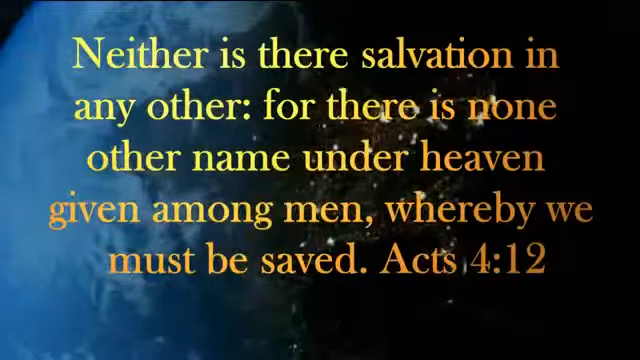 Neither is there salvation in
any other: for there is none
other name under heaven
given among men, whereby we
must be saved. Acts 4:12